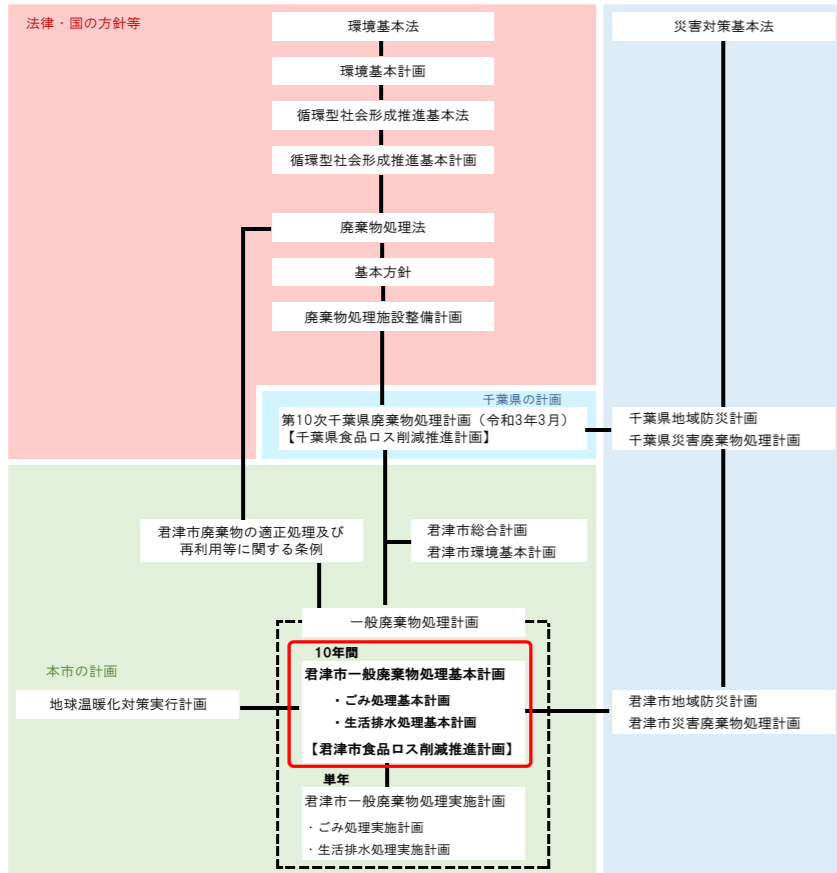 法律・国の方針等
環境基本法
災害対策基本法
環境基本計画
循環型社会形成推進基本法
循環型社会形成推進基本計画
廃棄物処理法
基本方針
廃棄物処理施設整備計画
千葉県の計画
第10次千葉県廃棄物処理計画（令和3年3月）
【千葉県食品ロス削減推進計画】
千葉県地域防災計画
千葉県災害廃棄物処理計画
君津市廃棄物の適正処理及び
再利用等に関する条例
君津市総合計画
君津市環境基本計画
一般廃棄物処理計画
本市の計画
地球温暖化対策実行計画
10年間
君津市一般廃棄物処理基本計画
・ごみ処理基本計画
・生活排水処理基本計画
【君津市食品ロス削減推進計画】
君津市地域防災計画
君津市災害廃棄物処理計画
単年
君津市一般廃棄物処理実施計画
・ごみ処理実施計画
・生活排水処理実施計画